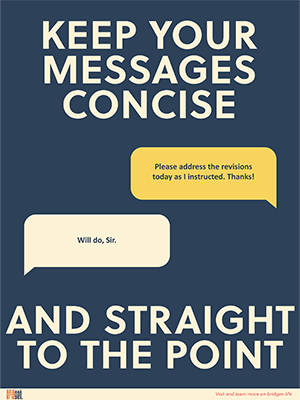 KEEP YOUR
MESSAGES
CONCISE
Please address the revisions
today as I instructed. Thanks!
Will do, Sir.
AND STRAIGHT
TO THE POINT
Visit and learn more on bridgen.life